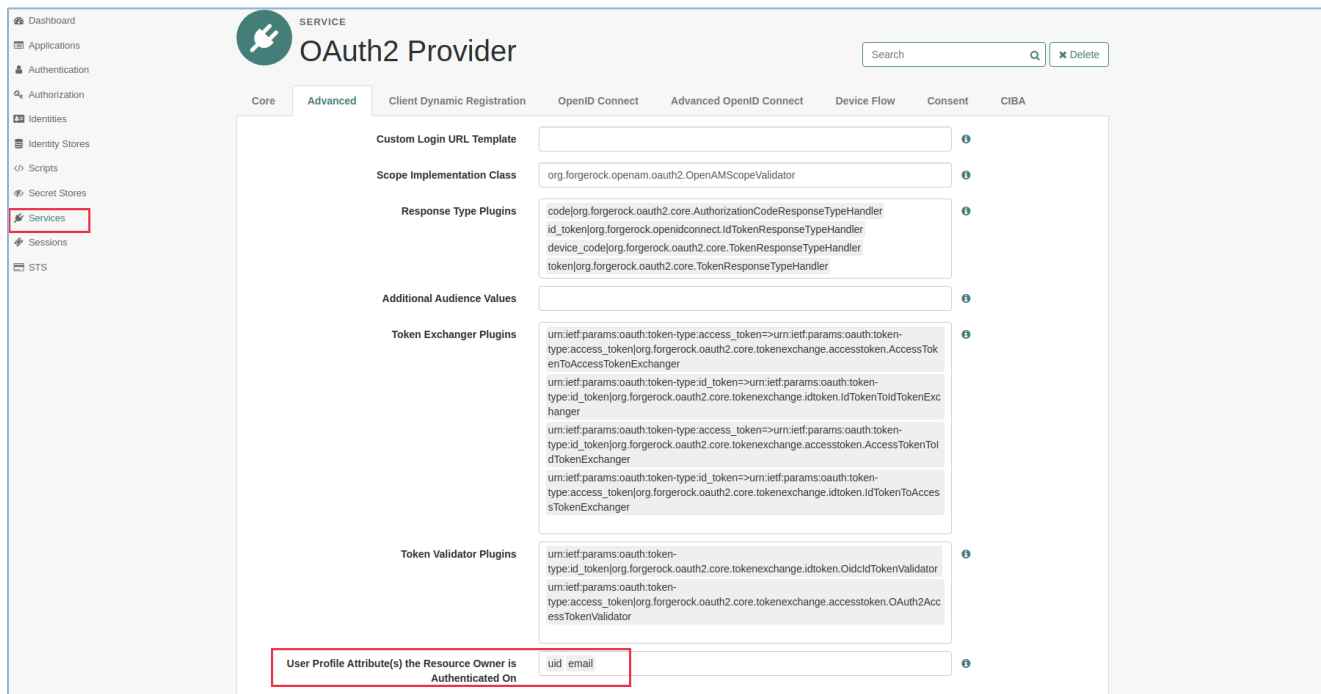 Dashboard
Applications
Authentication
Authorization
Identities
Identity Stores
Scripts
Secret Stores
Services
Sessions
STS
SERVICE
OAuth2 Provider
Search
Delete
Core
Advanced
Client Dynamic Registration
OpenID Connect
Advanced OpenID Connect
Device Flow
Consent
CIBA
Custom Login URL Template
Scope Implementation Class
org.forgerock.openam.oauth2.OpenAMScopeValidator
Response Type Plugins
code|org.forgerock.oauth2.core.AuthorizationCodeResponseTypeHandler
id_token|org.forgerock.openidconnect.IdTokenResponseTypeHandler
device_code|org.forgerock.oauth2.core.TokenResponseTypeHandler
token|org.forgerock.oauth2.core.TokenResponseTypeHandler
Additional Audience Values
Token Exchanger Plugins
urn:ietf:params:oauth:token-type:access_token=>urn:ietf:params:oauth:token-
type:access_token|org.forgerock.oauth2.core.tokenexchange.accesstoken.AccessTok
enToAccessTokenExchanger
urn:ietf:params:oauth:token-type:id_token=>urn:ietf:params:oauth:token-
type:id_token|org.forgerock.oauth2.core.tokenexchange.idtoken.IdTokenToIdTokenExc
hanger
urn:ietf:params:oauth:token-type:access_token=>urn:ietf:params:oauth:token-
type:id_token|org.forgerock.oauth2.core.tokenexchange.accesstoken.AccessTokenToI
dTokenExchanger
urn:ietf:params:oauth:token-type:id_token=>urn:ietf:params:oauth:token-
type:access_token|org.forgerock.oauth2.core.tokenexchange.idtoken.IdTokenToAcces
sTokenExchanger
Token Validator Plugins
urn:ietf:params:oauth:token-
type:id_token|org.forgerock.oauth2.core.tokenexchange.idtoken.OidcIdTokenValidator
urn:ietf:params:oauth:token-
type:access_token|org.forgerock.oauth2.core.tokenexchange.accesstoken.OAuth2Acc
essTokenValidator
User Profile Attribute(s) the Resource Owner is
Authenticated On
uid email